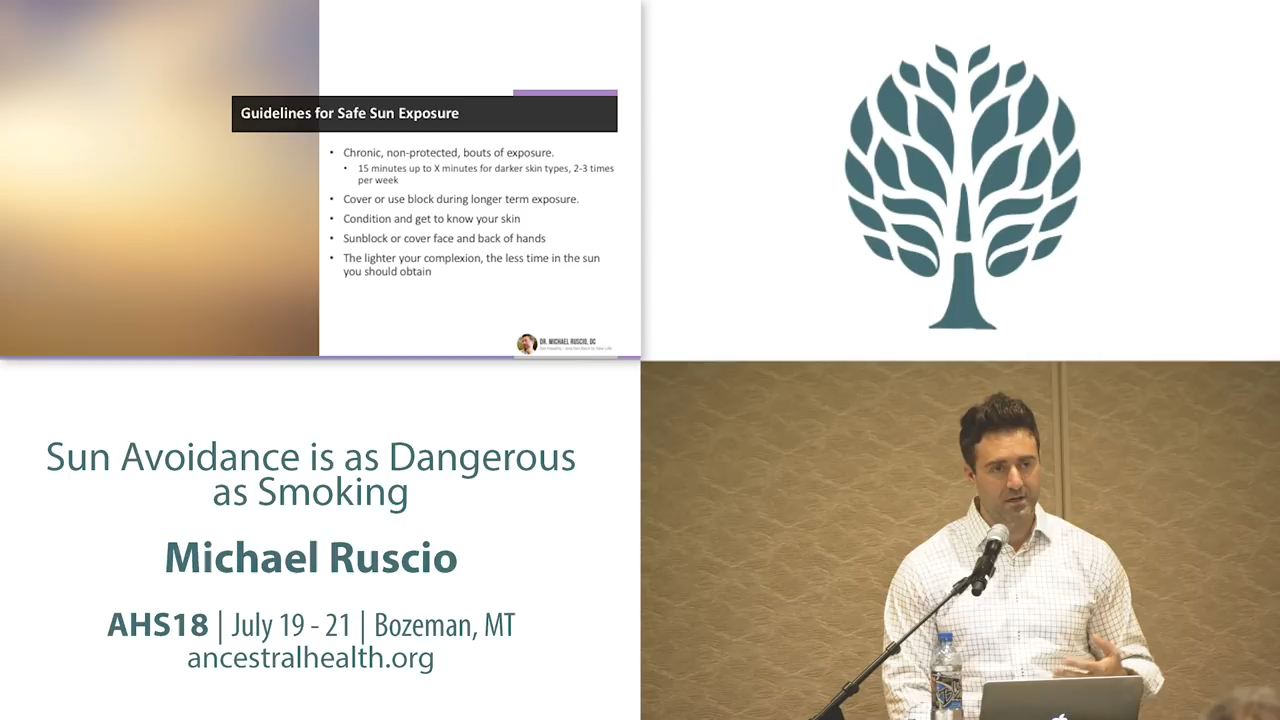 Guidelines for Safe Sun Exposure
• Chronic, non-protected, bouts of exposure.
• 15 minutes up to X minutes for darker skin types, 2-3 times
per week
• Cover or use block during longer term exposure.
• Condition and get to know your skin
• Sunblock or cover face and back of hands
• The lighter your complexion, the less time in the sun
you should obtain
DR. MICHAEL RUSCIO, DC
Sun Avoidance is as Dangerous
as Smoking
Michael Ruscio
AHS18 | July 19 - 21 | Bozeman, MT
ancestralhealth.org